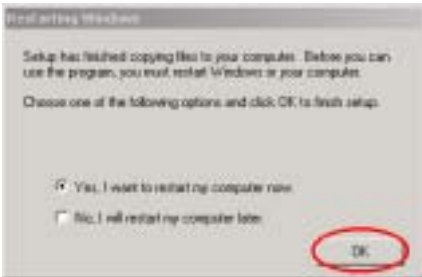 Restarting Windows
Setup has finished copying files to your computer. Before you can
use the program, you must restart Windows or your computer.
Choose one of the following options and click OK to finish setup.
Yes, I want to restart my computer now.
No, I will restart my computer later.
OK